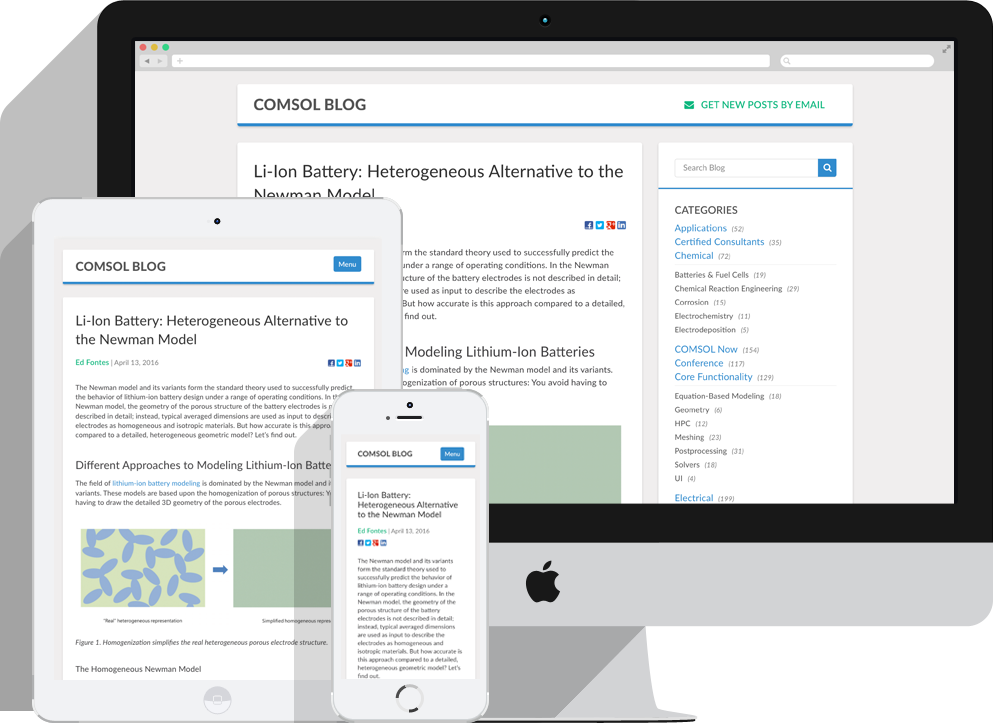 COMSOL BLOG
GET NEW POSTS BY EMAIL
Li-Ion Battery: Heterogeneous Alternative to the
Newman Model
rm the standard theory used to successfully predict the
under a range of operating conditions. In the Newman
ucture of the battery electrodes is not described in detail;
re used as input to describe the electrodes as
But how accurate is this approach compared to a detailed,
find out.
Modeling Lithium-Ion Batteries
ng is dominated by the Newman model and its variants.
ogenization of porous structures: You avoid having to
Search Blog
CATEGORIES
Applications (52)
Certified Consultants (35)
Chemical (72)
Batteries & Fuel Cells (19)
Chemical Reaction Engineering (29)
Corrosion (15)
Electrochemistry (11)
Electrodeposition (5)
COMSOL Now (154)
Conference (117)
Core Functionality (129)
Equation-Based Modeling (18)
Geometry (6)
HPC (12)
Meshing (23)
Postprocessing (31)
Solvers (18)
UI (4)
Electrical (199)
COMSOL BLOG
Menu
Li-Ion Battery: Heterogeneous Alternative to
the Newman Model
Ed Fontes | April 13, 2016
The Newman model and its variants form the standard theory used to successfully predict
the behavior of lithium-ion battery design under a range of operating conditions. In th
Newman model, the geometry of the porous structure of the battery electrodes is n
described in detail; instead, typical averaged dimensions are used as input to descri
electrodes as homogeneous and isotropic materials. But how accurate is this appro
compared to a detailed, heterogeneous geometric model? Let's find out.
Different Approaches to Modeling Lithium-Ion Batte
The field of lithium-ion battery modeling is dominated by the Newman model and i
variants. These models are based upon the homogenization of porous structures: Y
having to draw the detailed 3D geometry of the porous electrodes.
"Real" heterogeneous representation
Simplified homogeneous repres
Figure 1. Homogenization simplifies the real heterogeneous porous electrode structure.
The Homogeneous Newman Model
COMSOL BLOG
Menu
Li-Ion Battery:
Heterogeneous Alternative
to the Newman Model
Ed Fontes | April 13, 2016
The Newman model and its variants
form the standard theory used to
successfully predict the behavior of
lithium-ion battery design under a
range of operating conditions. In the
Newman model, the geometry of the
porous structure of the battery
electrodes is not described in detail;
instead, typical averaged dimensions
are used as input to describe the
electrodes as homogeneous and
isotropic materials. But how accurate is
this approach compared to a detailed,
heterogeneous geometric model? Let's
find out.